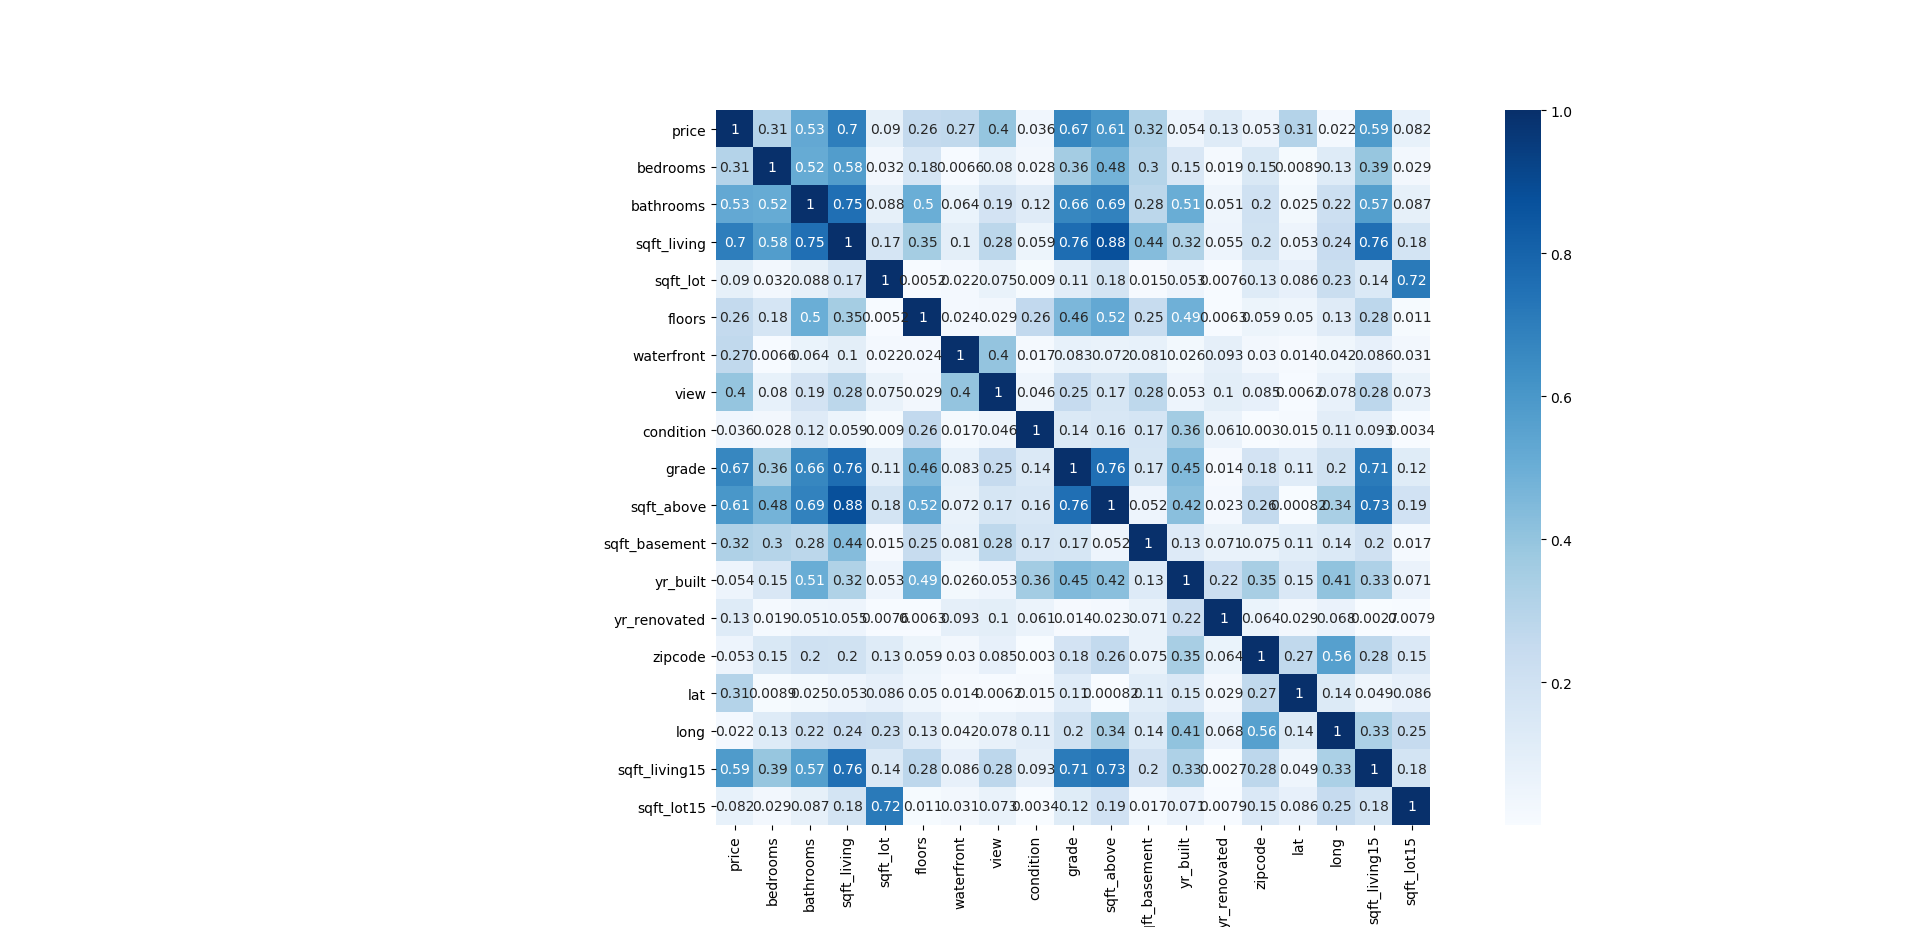 price 1 0.31 0.53 0.7 0.09 0.26 0.27 0.4 0.036 0.67 0.61 0.32 0.054 0.13 0.053 0.31 0.022 0.59 0.082 1.0
bedrooms 0.31 1 0.52 0.58 0.032 0.18 0.0066 0.08 0.028 0.36 0.48 0.3 0.15 0.019 0.15 0.0089 0.13 0.39 0.029
bathrooms 0.53 0.52 1 0.75 0.088 0.5 0.064 0.19 0.12 0.66 0.69 0.28 0.51 0.051 0.2 0.025 0.22 0.57 0.087
sqft_living 0.7 0.58 0.75 1 0.17 0.35 0.1 0.28 0.059 0.76 0.88 0.44 0.32 0.055 0.2 0.053 0.24 0.76 0.18 0.8
sqft_lot 0.09 0.032 0.088 0.17 1 0.0052 0.022 0.075 0.009 0.11 0.18 0.015 0.053 0.0076 0.13 0.086 0.23 0.14 0.72
floors 0.26 0.18 0.5 0.35 0.0052 1 0.024 0.029 0.26 0.46 0.52 0.25 0.49 0.0063 0.059 0.05 0.13 0.28 0.011
waterfront 0.27 0.0066 0.064 0.1 0.022 0.024 1 0.4 0.017 0.083 0.072 0.081 0.026 0.093 0.03 0.014 0.042 0.086 0.031
view 0.4 0.08 0.19 0.28 0.075 0.029 0.4 1 0.046 0.25 0.17 0.28 0.053 0.1 0.085 0.0062 0.078 0.28 0.073 0.6
condition 0.036 0.028 0.12 0.059 0.009 0.26 0.017 0.046 1 0.14 0.16 0.17 0.36 0.061 0.003 0.015 0.11 0.093 0.0034
grade 0.67 0.36 0.66 0.76 0.11 0.46 0.083 0.25 0.14 1 0.76 0.17 0.45 0.014 0.18 0.11 0.2 0.71 0.12
sqft_above 0.61 0.48 0.69 0.88 0.18 0.52 0.072 0.17 0.16 0.76 1 0.052 0.42 0.023 0.26 0.00082 0.34 0.73 0.19
sqft_basement 0.32 0.3 0.28 0.44 0.015 0.25 0.081 0.28 0.17 0.17 0.052 1 0.13 0.071 0.075 0.11 0.14 0.2 0.017 0.4
yr_built 0.054 0.15 0.51 0.32 0.053 0.49 0.026 0.053 0.36 0.45 0.42 0.13 1 0.22 0.35 0.15 0.41 0.33 0.071
yr_renovated 0.13 0.019 0.051 0.055 0.0076 0.0063 0.093 0.1 0.061 0.014 0.023 0.071 0.22 1 0.064 0.029 0.068 0.0027 0.0079
zipcode 0.053 0.15 0.2 0.2 0.13 0.059 0.03 0.085 0.003 0.18 0.26 0.075 0.35 0.064 1 0.27 0.56 0.28 0.15
lat 0.31 0.0089 0.025 0.053 0.086 0.05 0.014 0.0062 0.015 0.11 0.00082 0.11 0.15 0.029 0.27 1 0.14 0.049 0.086 0.2
long 0.022 0.13 0.22 0.24 0.23 0.13 0.042 0.078 0.11 0.2 0.34 0.14 0.41 0.068 0.56 0.14 1 0.33 0.25
sqft_living15 0.59 0.39 0.57 0.76 0.14 0.28 0.086 0.28 0.093 0.71 0.73 0.2 0.33 0.0027 0.28 0.049 0.33 1 0.18
sqft_lot15 0.082 0.029 0.087 0.18 0.72 0.011 0.031 0.073 0.0034 0.12 0.19 0.017 0.071 0.0079 0.15 0.086 0.25 0.18 1
price
bedrooms
bathrooms
sqft_living
sqft_lot
floors
waterfront
view
condition
grade
sqft_above
ft_basement
yr_built
yr_renovated
zipcode
lat
long
sqft_living15
sqft_lot15